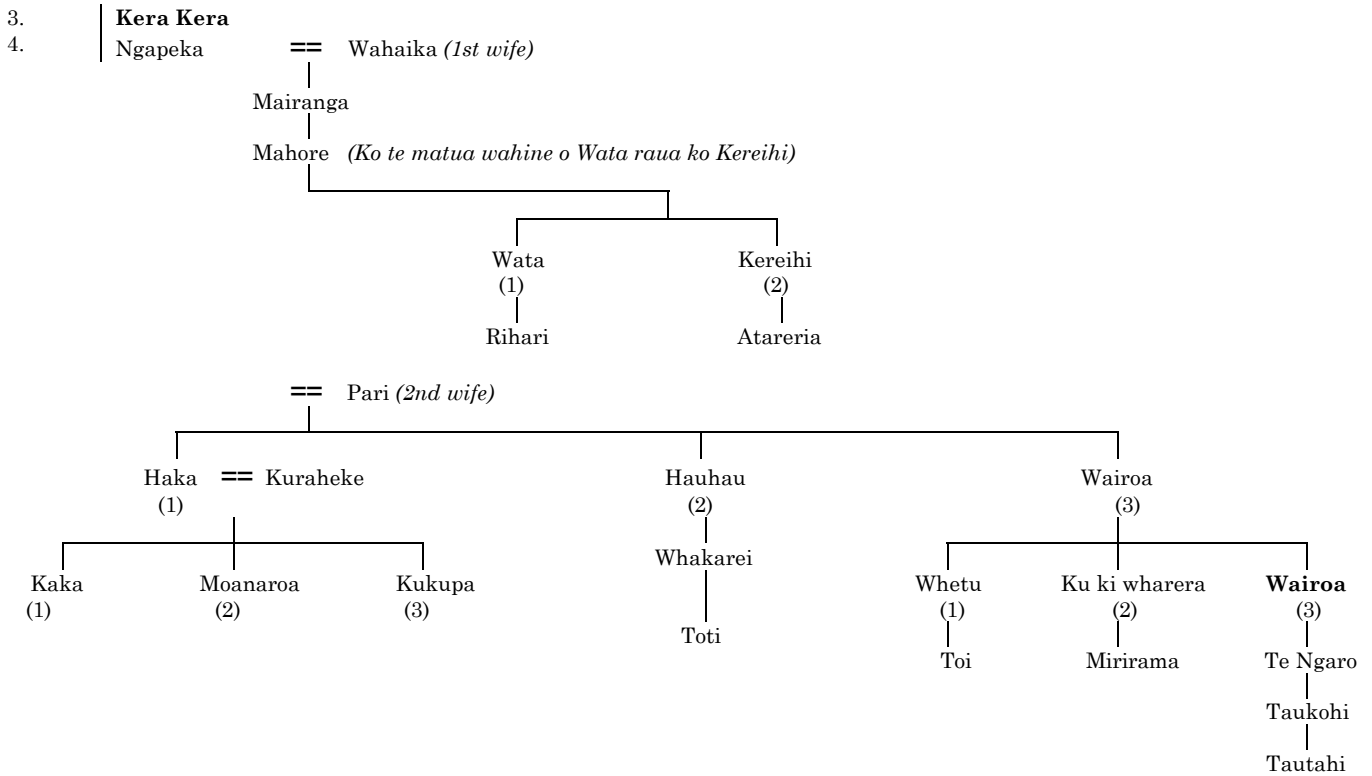 3. Kera Kera
4. Ngapeka == Wahaika (1st wife)
Mairanga
Mahore (Ko te matua wahine o Wata raua ko Kereihi)
Wata Kereihi
(1) (2)
Rihari Atareria
== Pari (2nd wife)
Haka == Kuraheke Hauhau Wairoa
(1) (2) (3)
Whakarei
Kaka Moanaroa Kukupa Whetu Ku ki wharera Wairoa
(1) (2) (3) (1) (2) (3)
Toti
Toi Mirirama Te Ngaro
Taukohi
Tautahi